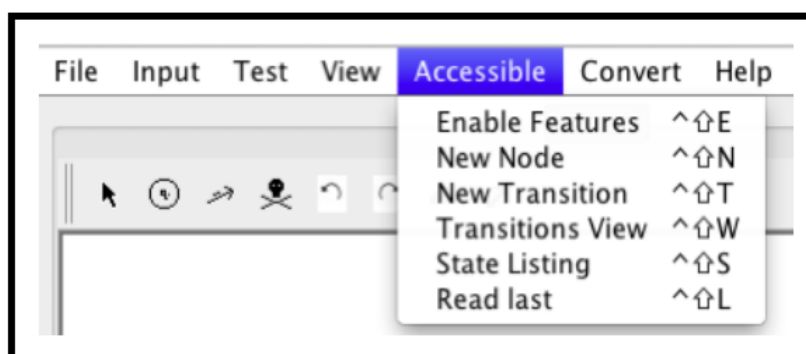 File Input Test View Accessible Convert Help
Enable Features ^⇧E
New Node ^⇧N
New Transition ^⇧T
Transitions View ^⇧W
State Listing ^⇧S
Read last ^⇧L